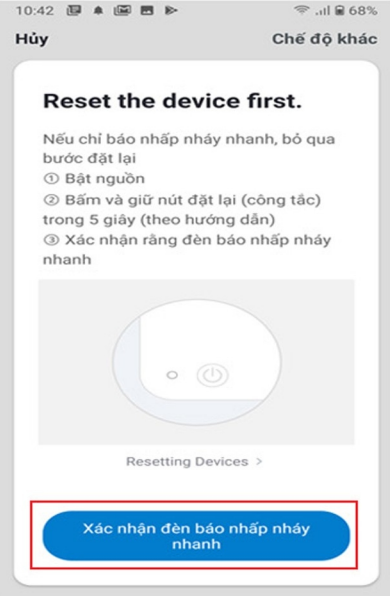 10:42 68%
Hủy Chế độ khác
Reset the device first.
Nếu chỉ báo nhấp nháy nhanh, bỏ qua
bước đặt lại
① Bật nguồn
② Bấm và giữ nút đặt lại (công tắc)
trong 5 giây (theo hướng dẫn)
③ Xác nhận rằng đèn báo nhấp nháy
nhanh
Resetting Devices >
Xác nhận đèn báo nhấp nháy
nhanh